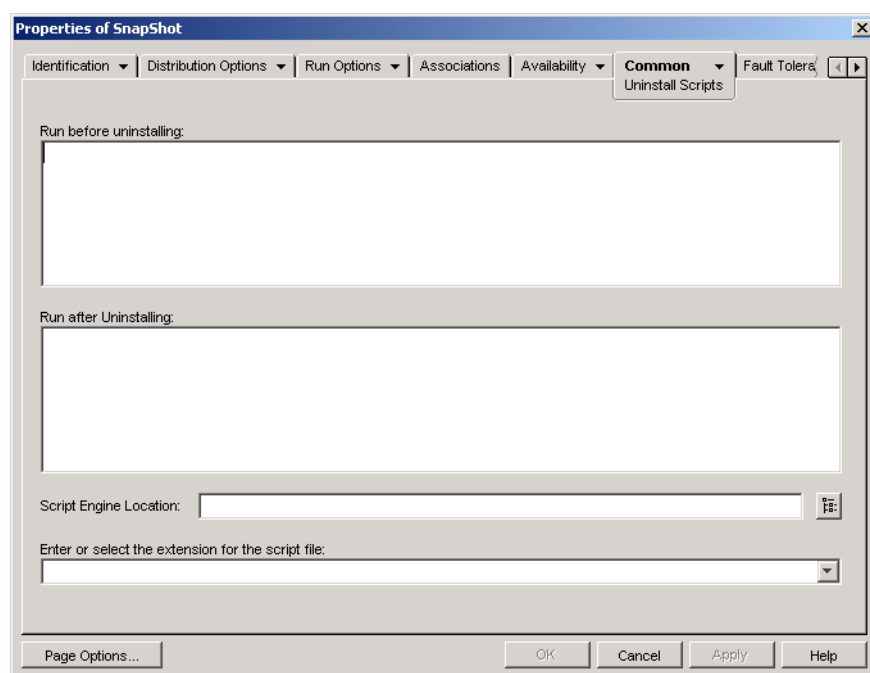 Properties of SnapShot
Identification Distribution Options Run Options Associations Availability Common Fault Tolera
Uninstall Scripts
Run before uninstalling:
Run after Uninstalling:
Script Engine Location:
Enter or select the extension for the script file:
Page Options... OK Cancel Apply Help